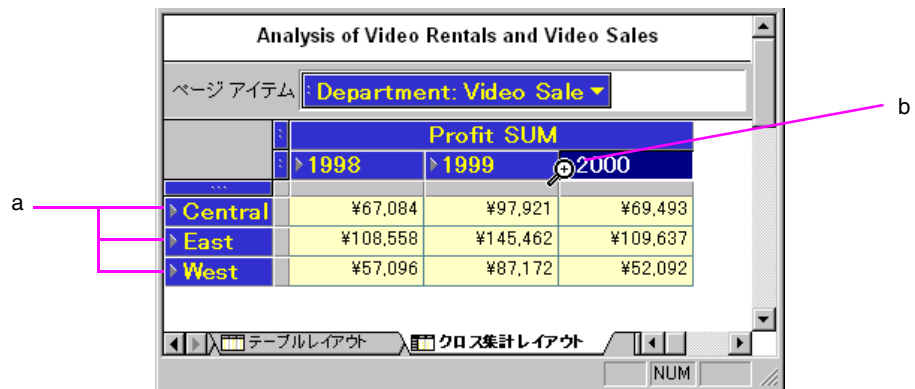 Analysis of Video Rentals and Video Sales
ページ アイテム Department: Video Sale
b
Profit SUM
1998 1999 2000
a
Central ¥67,084 ¥97,921 ¥69,493
East ¥108,558 ¥145,462 ¥109,637
West ¥57,096 ¥87,172 ¥52,092
テーブルレイアウト クロス集計レイアウト
NUM